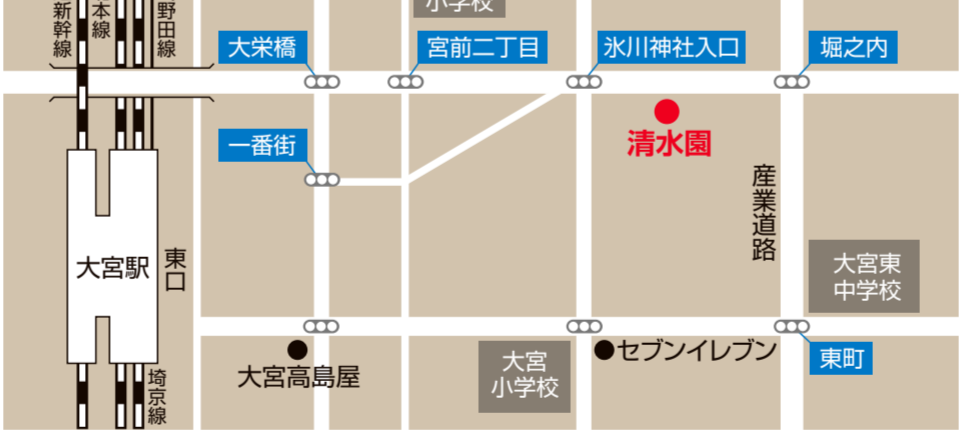 新幹線
本線
野田線
小学校
大栄橋
宮前二丁目
氷川神社入口
堀之内
清水園
一番街
産業道路
大宮駅
東口
大宮東
中学校
大宮高島屋
大宮
小学校
セブンイレブン
東町
埼京線